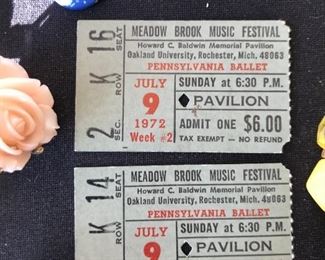 16 SEAT
K ROW
2 SEC.
MEADOW BROOK MUSIC FESTIVAL
Howard C. Baldwin Memorial Pavilion
Oakland University, Rochester, Mich. 48063
PENNSYLVANIA BALLET
JULY
9
1972
Week #2
SUNDAY at 6:30 P.M.
PAVILION
ADMIT ONE $6.00
TAX EXEMPT – NO REFUND
14 SEAT
K ROW
MEADOW BROOK MUSIC FESTIVAL
Howard C. Baldwin Memorial Pavilion
Oakland University, Rochester, Mich. 48063
PENNSYLVANIA BALLET
JULY
9
SUNDAY at 6:30 P.M.
PAVILION